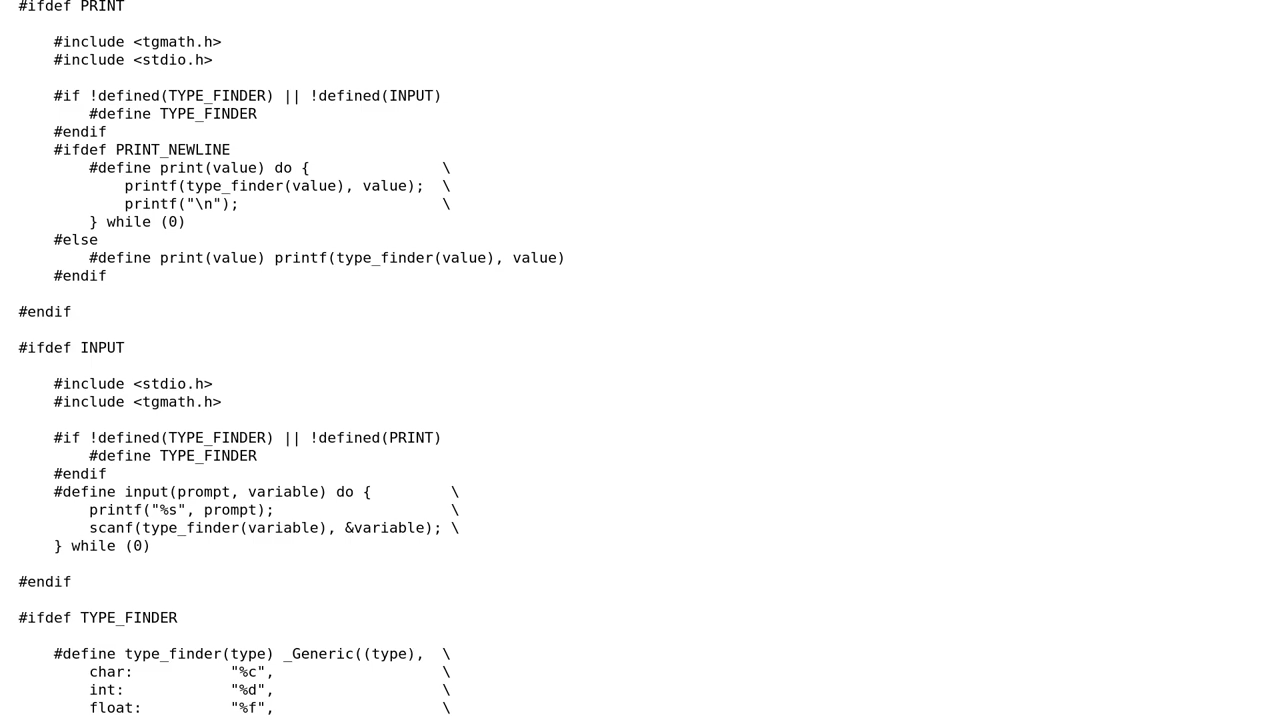 #ifdef PRINT
#include <tgmath.h>
#include <stdio.h>
#if !defined(TYPE_FINDER) || !defined(INPUT)
#define TYPE_FINDER
#endif
#ifdef PRINT_NEWLINE
#define print(value) do { \
printf(type_finder(value), value); \
printf("\n"); \
} while (0)
#else
#define print(value) printf(type_finder(value), value)
#endif
#endif
#ifdef INPUT
#include <stdio.h>
#include <tgmath.h>
#if !defined(TYPE_FINDER) || !defined(PRINT)
#define TYPE_FINDER
#endif
#define input(prompt, variable) do { \
printf("%s", prompt); \
scanf(type_finder(variable), &variable); \
} while (0)
#endif
#ifdef TYPE_FINDER
#define type_finder(type) _Generic((type), \
char: "%c", \
int: "%d", \
float: "%f", \